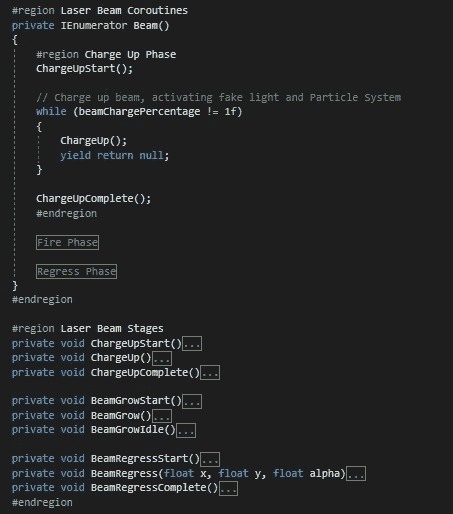 #region Laser Beam Coroutines
private IEnumerator Beam()
{
#region Charge Up Phase
ChargeUpStart();
// Charge up beam, activating fake light and Particle System
while (beamChargePercentage != 1f)
{
ChargeUp();
yield return null;
}
ChargeUpComplete();
#endregion
Fire Phase
Regress Phase
}
#endregion
#region Laser Beam Stages
private void ChargeUpStart()...
private void ChargeUp()...
private void ChargeUpComplete()...
private void BeamGrowStart()...
private void BeamGrow()...
private void BeamGrowIdle()...
private void BeamRegressStart()...
private void BeamRegress(float x, float y, float alpha)...
private void BeamRegressComplete()...
#endregion